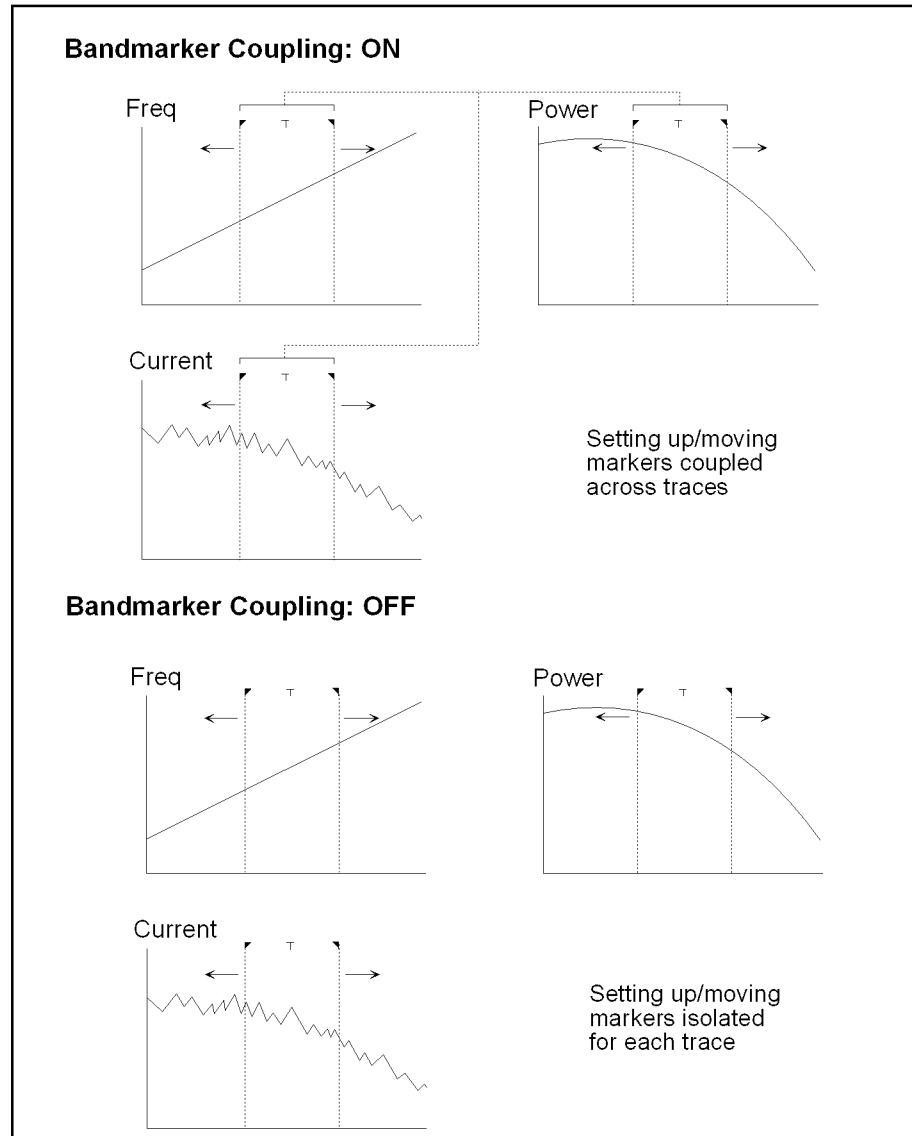 Bandmarker Coupling: ON
Freq
Power
Current
Setting up/moving
markers coupled
across traces
Bandmarker Coupling: OFF
Freq
Power
Current
Setting up/moving
markers isolated
for each trace